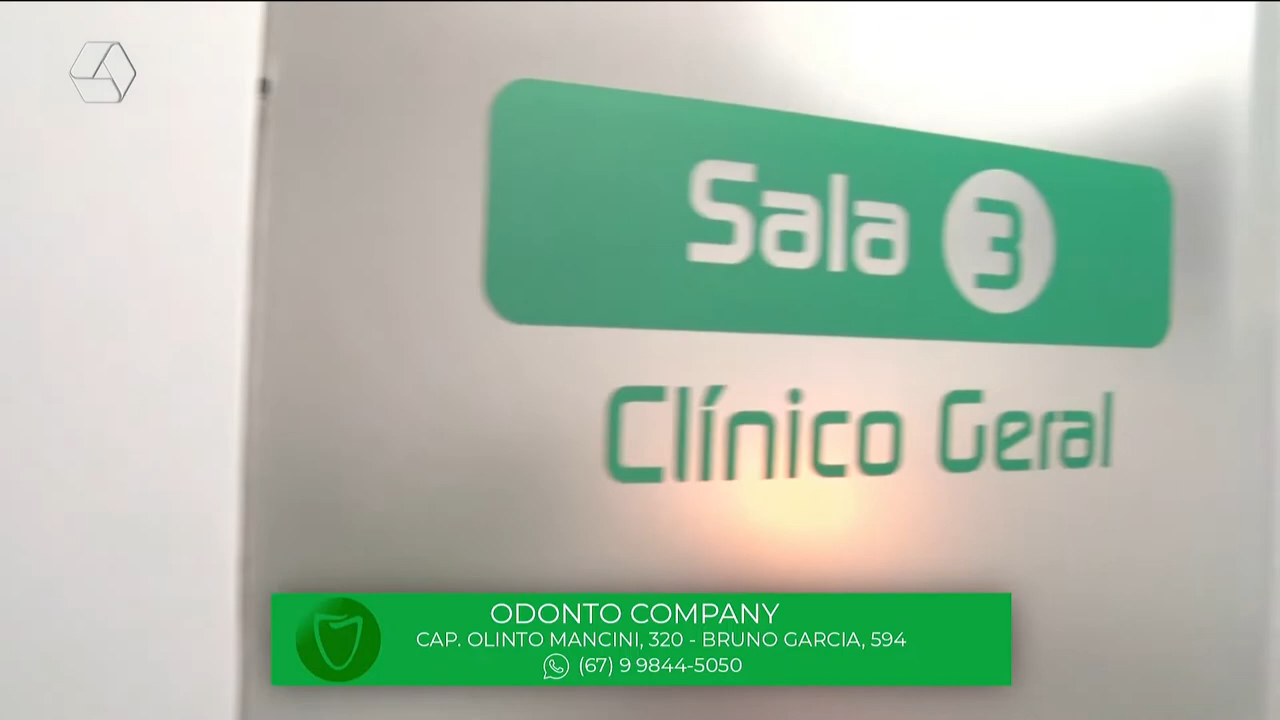 Sala 3
Clínico Geral
ODONTO COMPANY
CAP. OLINTO MANCINI, 320 - BRUNO GARCIA, 594
(67) 9 9844-5050